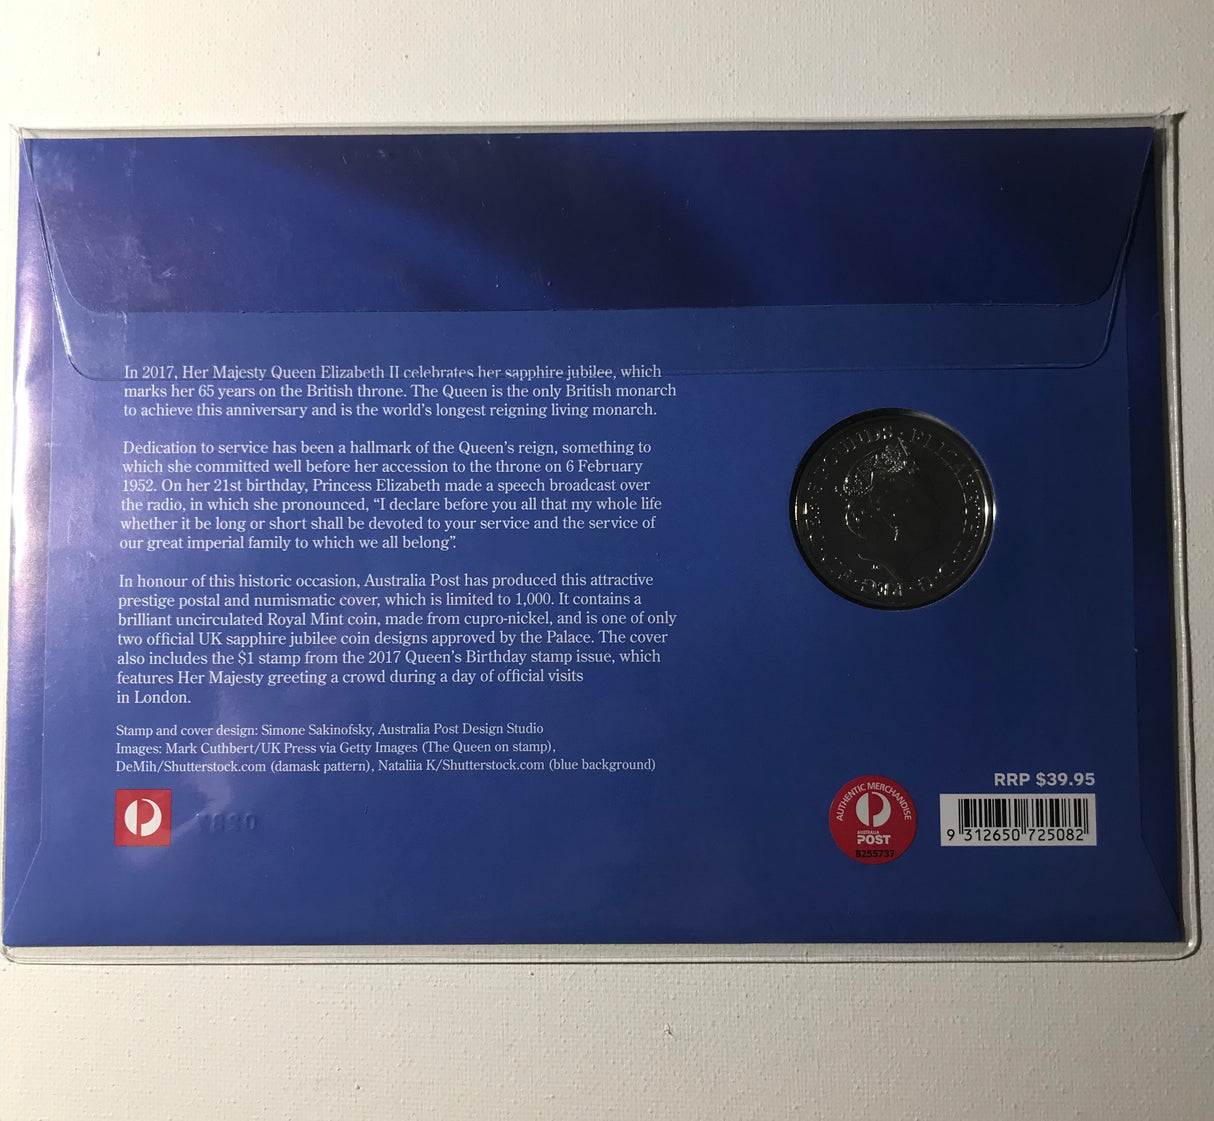 In 2017, Her Majesty Queen Elizabeth II celebrates her sapphire jubilee, which
marks her 65 years on the British throne. The Queen is the only British monarch
to achieve this anniversary and is the world's longest reigning living monarch.
Dedication to service has been a hallmark of the Queen's reign, something to
which she committed well before her accession to the throne on 6 February
1952. On her 21st birthday, Princess Elizabeth made a speech broadcast over
the radio, in which she pronounced, “I declare before you all that my whole life
whether it be long or short shall be devoted to your service and the service of
our great imperial family to which we all belong”.
In honour of this historic occasion, Australia Post has produced this attractive
prestige postal and numismatic cover, which is limited to 1,000. It contains a
brilliant uncirculated Royal Mint coin, made from cupro-nickel, and is one of only
two official UK sapphire jubilee coin designs approved by the Palace. The cover
also includes the $1 stamp from the 2017 Queen's Birthday stamp issue, which
features Her Majesty greeting a crowd during a day of official visits
in London.
Stamp and cover design: Simone Sakinofsky, Australia Post Design Studio
Images: Mark Cuthbert/UK Press via Getty Images (The Queen on stamp),
DeMih/Shutterstock.com (damask pattern), Nataliia K/Shutterstock.com (blue background)
POUNDS · ELIZABETH
REG · F
AUTHENTIC MERCHANDISE
AUSTRALIA
POST
B255737
RRP $39.95
9 312650 725082